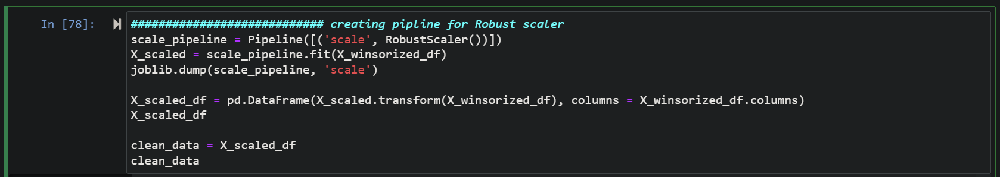 In [78]:
############################ creating pipline for Robust scaler
scale_pipeline = Pipeline([('scale', RobustScaler())])
X_scaled = scale_pipeline.fit(X_winsorized_df)
joblib.dump(scale_pipeline, 'scale')
X_scaled_df = pd.DataFrame(X_scaled.transform(X_winsorized_df), columns = X_winsorized_df.columns)
X_scaled_df
clean_data = X_scaled_df
clean_data